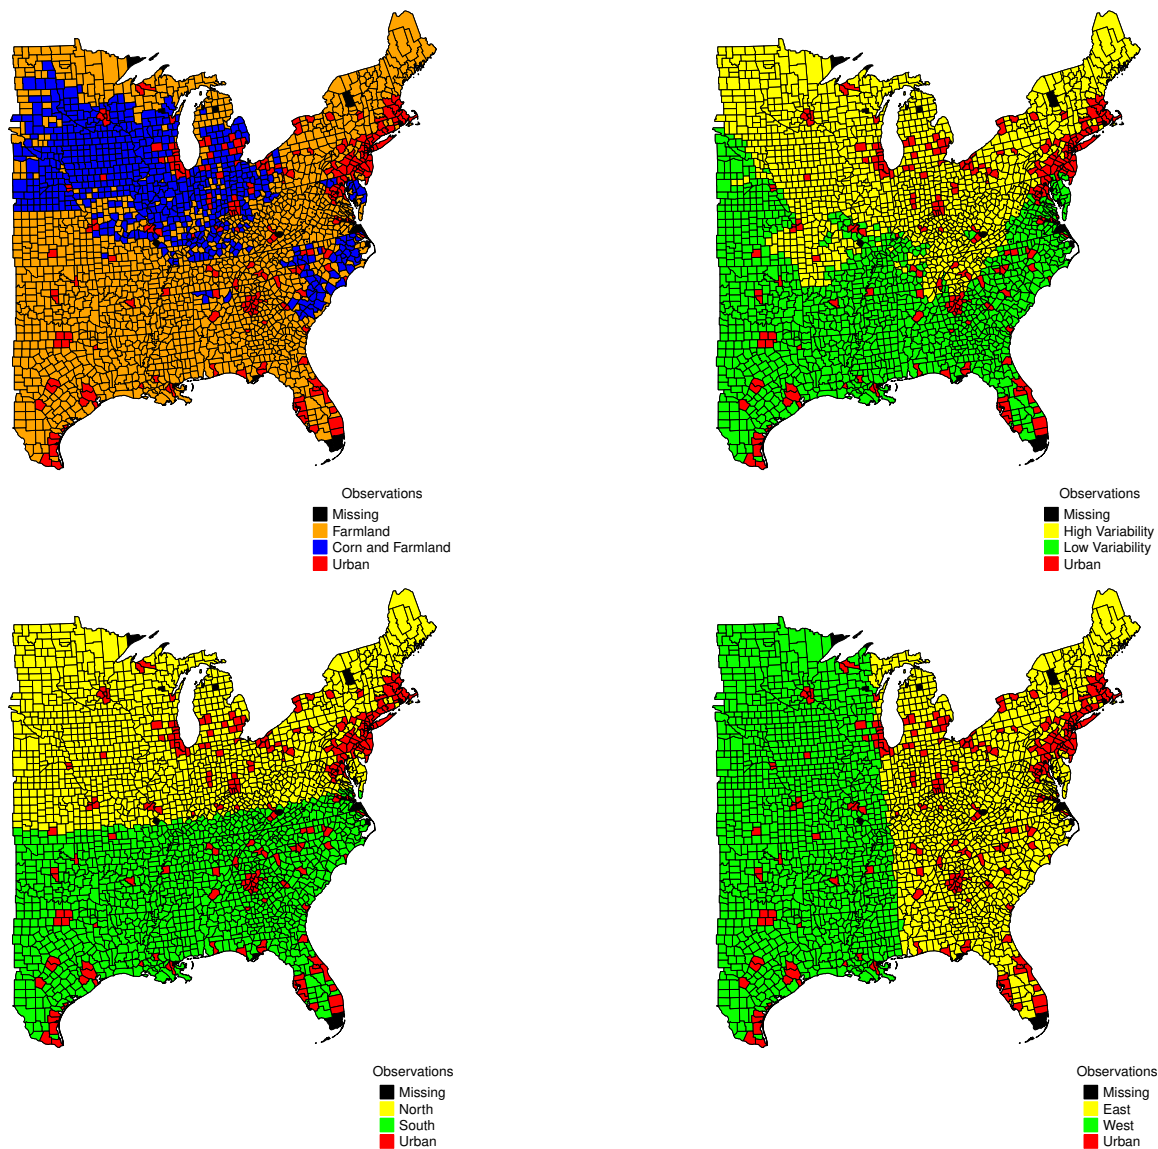 Observations
Missing
Farmland
Corn and Farmland
Urban
Observations
Missing
High Variability
Low Variability
Urban
Observations
Missing
North
South
Urban
Observations
Missing
East
West
Urban